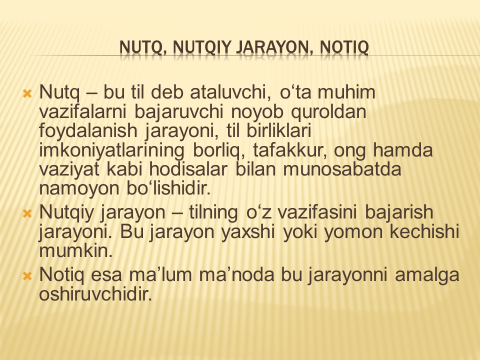 NUTQ, NUTQIY JARAYON, NOTIQ
Nutq – bu til deb ataluvchi, o‘ta muhim
vazifalarni bajaruvchi noyob quroldan
foydalanish jarayoni, til birliklari
imkoniyatlarining borliq, tafakkur, ong hamda
vaziyat kabi hodisalar bilan munosabatda
namoyon bo‘lishidir.
Nutqiy jarayon – tilning o‘z vazifasini bajarish
jarayoni. Bu jarayon yaxshi yoki yomon kechishi
mumkin.
Notiq esa ma’lum ma’noda bu jarayonni amalga
oshiruvchidir.